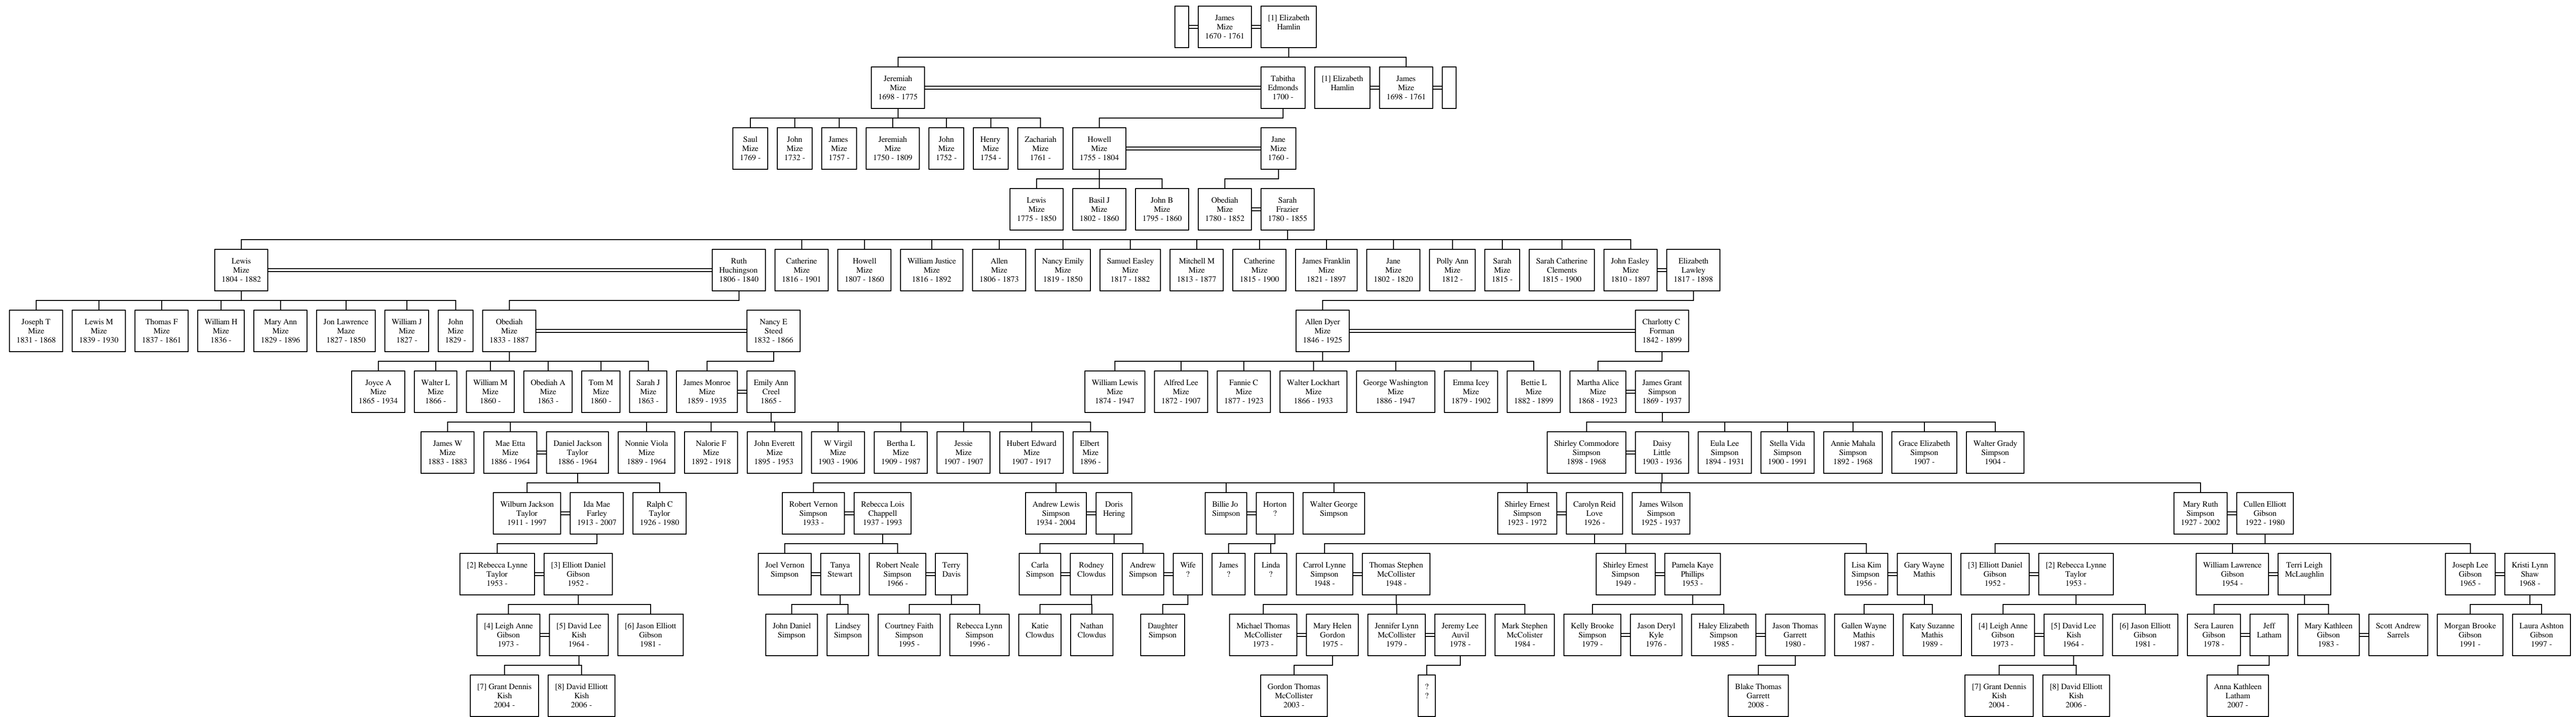 James
Mize
1670 - 1761
[1] Elizabeth
Hamlin
Jeremiah
Mize
1698 - 1775
Tabitha
Edmonds
1700 -
[1] Elizabeth
Hamlin
James
Mize
1698 - 1761
Saul
Mize
1769 -
John
Mize
1732 -
James
Mize
1757 -
Jeremiah
Mize
1750 - 1809
John
Mize
1752 -
Henry
Mize
1754 -
Zachariah
Mize
1761 -
Howell
Mize
1755 - 1804
Jane
Mize
1760 -
Lewis
Mize
1775 - 1850
Basil J
Mize
1802 - 1860
John B
Mize
1795 - 1860
Obediah
Mize
1780 - 1852
Sarah
Frazier
1780 - 1855
Lewis
Mize
1804 - 1882
Ruth
Huchingson
1806 - 1840
Catherine
Mize
1816 - 1901
Howell
Mize
1807 - 1860
William Justice
Mize
1816 - 1892
Allen
Mize
1806 - 1873
Nancy Emily
Mize
1819 - 1850
Samuel Easley
Mize
1817 - 1882
Mitchell M
Mize
1813 - 1877
Catherine
Mize
1815 - 1900
James Franklin
Mize
1821 - 1897
Jane
Mize
1802 - 1820
Polly Ann
Mize
1812 -
Sarah
Mize
1815 -
Sarah Catherine
Clements
1815 - 1900
John Easley
Mize
1810 - 1897
Elizabeth
Lawley
1817 - 1898
Joseph T
Mize
1831 - 1868
Lewis M
Mize
1839 - 1930
Thomas F
Mize
1837 - 1861
William H
Mize
1836 -
Mary Ann
Mize
1829 - 1896
Jon Lawrence
Maze
1827 - 1850
William J
Mize
1827 -
John
Mize
1829 -
Obediah
Mize
1833 - 1887
Nancy E
Steed
1832 - 1866
Allen Dyer
Mize
1846 - 1925
Charlotty C
Forman
1842 - 1899
Joyce A
Mize
1865 - 1934
Walter L
Mize
1866 -
William M
Mize
1860 -
Obediah A
Mize
1863 -
Tom M
Mize
1860 -
Sarah J
Mize
1863 -
James Monroe
Mize
1859 - 1935
Emily Ann
Creel
1865 -
William Lewis
Mize
1874 - 1947
Alfred Lee
Mize
1872 - 1907
Fannie C
Mize
1877 - 1923
Walter Lockhart
Mize
1866 - 1933
George Washington
Mize
1886 - 1947
Emma Icey
Mize
1879 - 1902
Bettie L
Mize
1882 - 1899
Martha Alice
Mize
1868 - 1923
James Grant
Simpson
1869 - 1937
James W
Mize
1883 - 1883
Mae Etta
Mize
1886 - 1964
Daniel Jackson
Taylor
1886 - 1964
Nonnie Viola
Mize
1889 - 1964
Nalorie F
Mize
1892 - 1918
John Everett
Mize
1895 - 1953
W Virgil
Mize
1903 - 1906
Bertha L
Mize
1909 - 1987
Jessie
Mize
1907 - 1907
Hubert Edward
Mize
1907 - 1917
Elbert
Mize
1896 -
Shirley Commodore
Simpson
1898 - 1968
Daisy
Little
1903 - 1936
Eula Lee
Simpson
1894 - 1931
Stella Vida
Simpson
1900 - 1991
Annie Mahala
Simpson
1892 - 1968
Grace Elizabeth
Simpson
1907 -
Walter Grady
Simpson
1904 -
Wilburn Jackson
Taylor
1911 - 1997
Ida Mae
Farley
1913 - 2007
Ralph C
Taylor
1926 - 1980
Robert Vernon
Simpson
1933 -
Rebecca Lois
Chappell
1937 - 1993
Andrew Lewis
Simpson
1934 - 2004
Doris
Hering
Billie Jo
Simpson
Horton
?
Walter George
Simpson
Shirley Ernest
Simpson
1923 - 1972
Carolyn Reid
Love
1926 -
James Wilson
Simpson
1925 - 1937
Mary Ruth
Simpson
1927 - 2002
Cullen Elliott
Gibson
1922 - 1980
[2] Rebecca Lynne
Taylor
1953 -
[3] Elliott Daniel
Gibson
1952 -
Joel Vernon
Simpson
Tanya
Stewart
Robert Neale
Simpson
1966 -
Terry
Davis
Carla
Simpson
Rodney
Clowdus
Andrew
Simpson
Wife
?
James
?
Linda
?
Carrol Lynne
Simpson
1948 -
Thomas Stephen
McCollister
1948 -
Shirley Ernest
Simpson
1949 -
Pamela Kaye
Phillips
1953 -
Lisa Kim
Simpson
1956 -
Gary Wayne
Mathis
[3] Elliott Daniel
Gibson
1952 -
[2] Rebecca Lynne
Taylor
1953 -
William Lawrence
Gibson
1954 -
Terri Leigh
McLaughlin
Joseph Lee
Gibson
1965 -
Kristi Lynn
Shaw
1968 -
[4] Leigh Anne
Gibson
1973 -
[5] David Lee
Kish
1964 -
[6] Jason Elliott
Gibson
1981 -
John Daniel
Simpson
Lindsey
Simpson
Courtney Faith
Simpson
1995 -
Rebecca Lynn
Simpson
1996 -
Katie
Clowdus
Nathan
Clowdus
Daughter
Simpson
Michael Thomas
McCollister
1973 -
Mary Helen
Gordon
1975 -
Jennifer Lynn
McCollister
1979 -
Jeremy Lee
Auvil
1978 -
Mark Stephen
McColister
1984 -
Kelly Brooke
Simpson
1979 -
Jason Deryl
Kyle
1976 -
Haley Elizabeth
Simpson
1985 -
Jason Thomas
Garrett
1980 -
Gallen Wayne
Mathis
1987 -
Katy Suzanne
Mathis
1989 -
[4] Leigh Anne
Gibson
1973 -
[5] David Lee
Kish
1964 -
[6] Jason Elliott
Gibson
1981 -
Sera Lauren
Gibson
1978 -
Jeff
Latham
Mary Kathleen
Gibson
1983 -
Scott Andrew
Sarrels
Morgan Brooke
Gibson
1991 -
Laura Ashton
Gibson
1997 -
[7] Grant Dennis
Kish
2004 -
[8] David Elliott
Kish
2006 -
Gordon Thomas
McCollister
2003 -
?
?
Blake Thomas
Garrett
2008 -
[7] Grant Dennis
Kish
2004 -
[8] David Elliott
Kish
2006 -
Anna Kathleen
Latham
2007 -